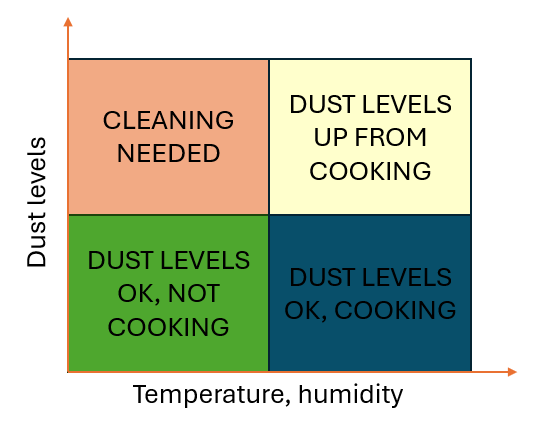 Dust levels
CLEANING
NEEDED
DUST LEVELS
UP FROM
COOKING
DUST LEVELS
OK, NOT
COOKING
DUST LEVELS
OK, COOKING
Temperature, humidity